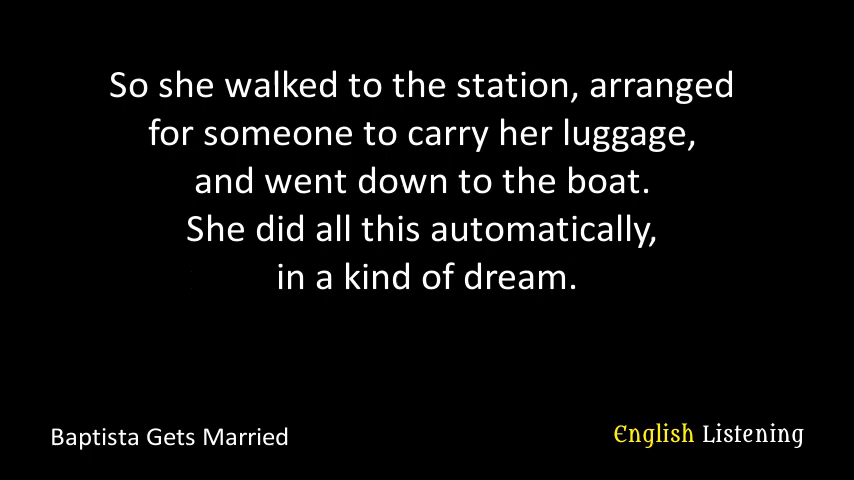 So she walked to the station, arranged
for someone to carry her luggage,
and went down to the boat.
She did all this automatically,
in a kind of dream.
Baptista Gets Married
English Listening